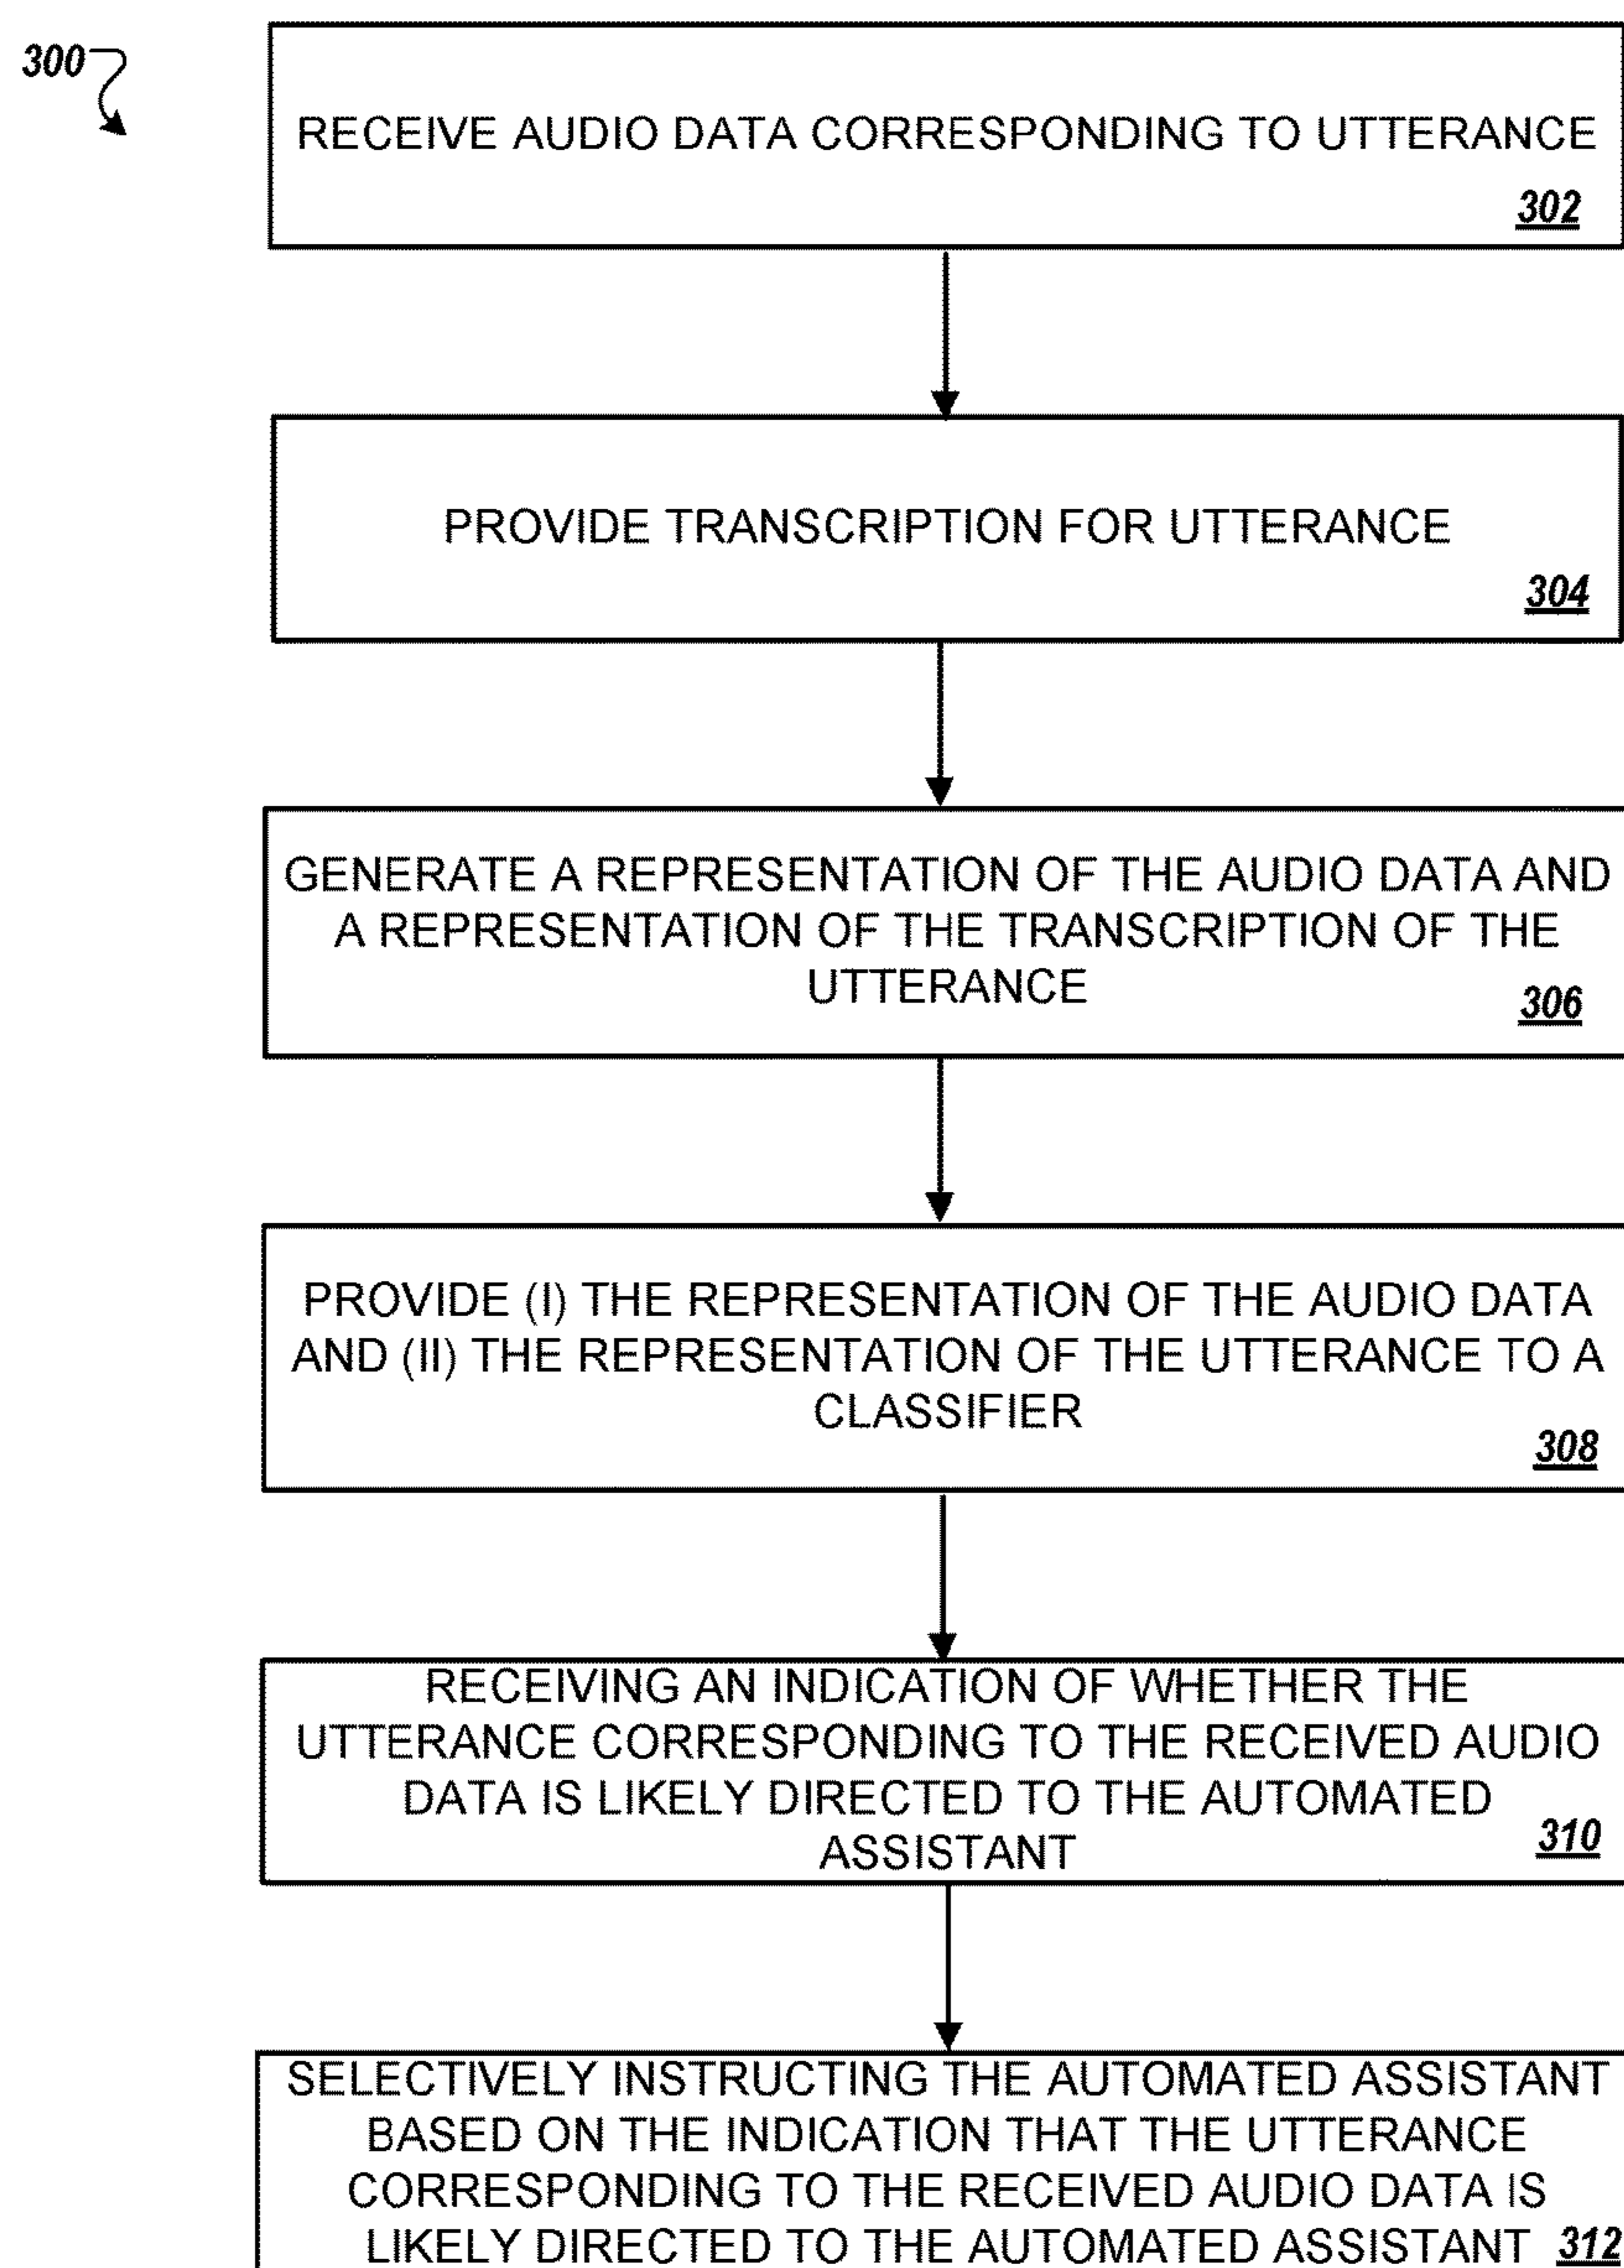 300
RECEIVE AUDIO DATA CORRESPONDING TO UTTERANCE
302
PROVIDE TRANSCRIPTION FOR UTTERANCE
304
GENERATE A REPRESENTATION OF THE AUDIO DATA AND
A REPRESENTATION OF THE TRANSCRIPTION OF THE
UTTERANCE
306
PROVIDE (I) THE REPRESENTATION OF THE AUDIO DATA
AND (II) THE REPRESENTATION OF THE UTTERANCE TO A
CLASSIFIER
308
RECEIVING AN INDICATION OF WHETHER THE
UTTERANCE CORRESPONDING TO THE RECEIVED AUDIO
DATA IS LIKELY DIRECTED TO THE AUTOMATED
ASSISTANT
310
SELECTIVELY INSTRUCTING THE AUTOMATED ASSISTANT
BASED ON THE INDICATION THAT THE UTTERANCE
CORRESPONDING TO THE RECEIVED AUDIO DATA IS
LIKELY DIRECTED TO THE AUTOMATED ASSISTANT 312